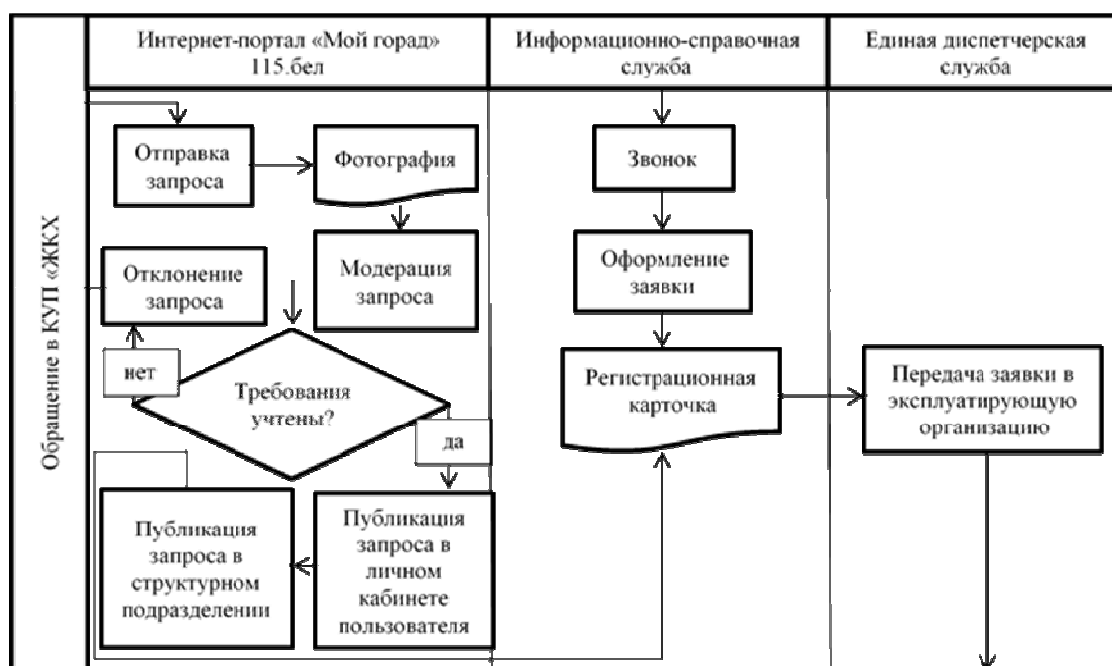 Обращение в КУП «ЖКХ
Интернет-портал «Мой горад»
115.бел
Информационно-справочная
служба
Единая диспетчерская
служба
Отправка
запроса
Фотография
Звонок
Отклонение
запроса
Модерация
запроса
Оформление
заявки
нет
Требования
учтены?
да
Регистрационная
карточка
Передача заявки в
эксплуатирующую
организацию
Публикация
запроса в
структурном
подразделении
Публикация
запроса в
личном
кабинете
пользователя